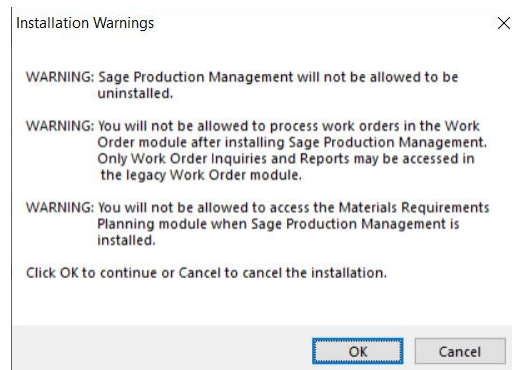 Installation Warnings
WARNING: Sage Production Management will not be allowed to be
uninstalled.
WARNING: You will not be allowed to process work orders in the Work
Order module after installing Sage Production Management.
Only Work Order Inquiries and Reports may be accessed in
the legacy Work Order module.
WARNING: You will not be allowed to access the Materials Requirements
Planning module when Sage Production Management is
installed.
Click OK to continue or Cancel to cancel the installation.
OK Cancel